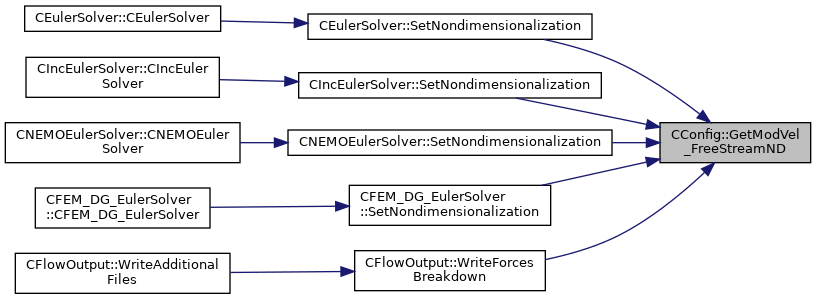 CEulerSolver::CEulerSolver
CEulerSolver::SetNondimensionalization
CIncEulerSolver::CIncEuler
Solver
CIncEulerSolver::SetNondimensionalization
CNEMOEulerSolver::CNEMOEuler
Solver
CNEMOEulerSolver::SetNondimensionalization
CConfig::GetModVel
_FreeStreamND
CFEM_DG_EulerSolver
::CFEM_DG_EulerSolver
CFEM_DG_EulerSolver
::SetNondimensionalization
CFlowOutput::WriteAdditional
Files
CFlowOutput::WriteForces
Breakdown